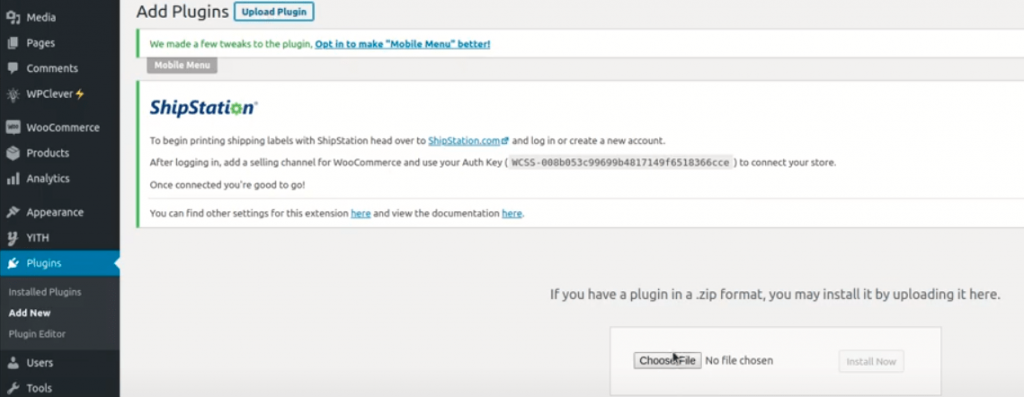 Media
Pages
Comments
WPClever⚡
WooCommerce
Products
Analytics
Appearance
YITH
Plugins
Installed Plugins
Add New
Plugin Editor
Users
Tools
Add Plugins Upload Plugin
We made a few tweaks to the plugin, Opt in to make "Mobile Menu" better!
Mobile Menu
ShipStation®
To begin printing shipping labels with ShipStation head over to ShipStation.com and log in or create a new account.
After logging in, add a selling channel for WooCommerce and use your Auth Key ( WCSS-008b053c99699b4817149f6518366cce ) to connect your store.
Once connected you're good to go!
You can find other settings for this extension here and view the documentation here.
If you have a plugin in a .zip format, you may install it by uploading it here.
Choose File No file chosen Install Now